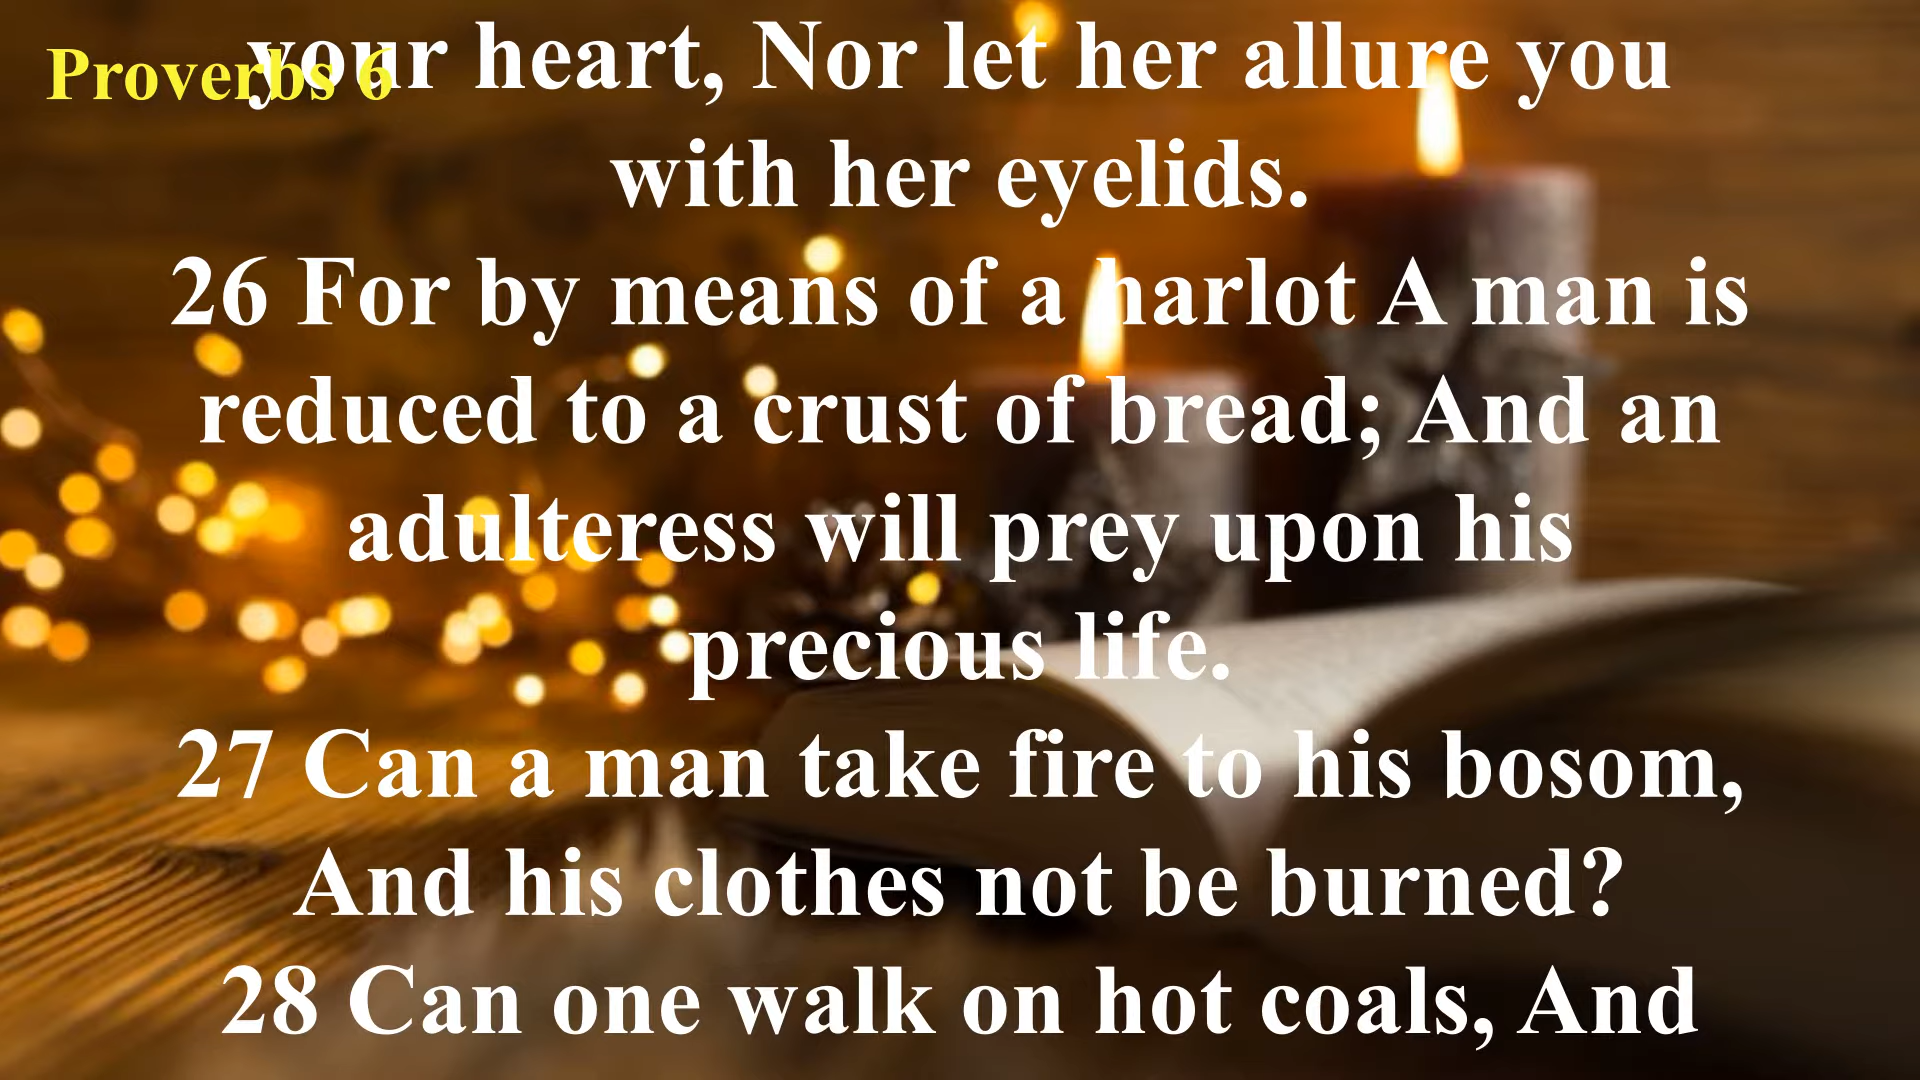 Proverbs 6
your heart, Nor let her allure you
with her eyelids.
26 For by means of a harlot A man is
reduced to a crust of bread; And an
adulteress will prey upon his
precious life.
27 Can a man take fire to his bosom,
And his clothes not be burned?
28 Can one walk on hot coals, And